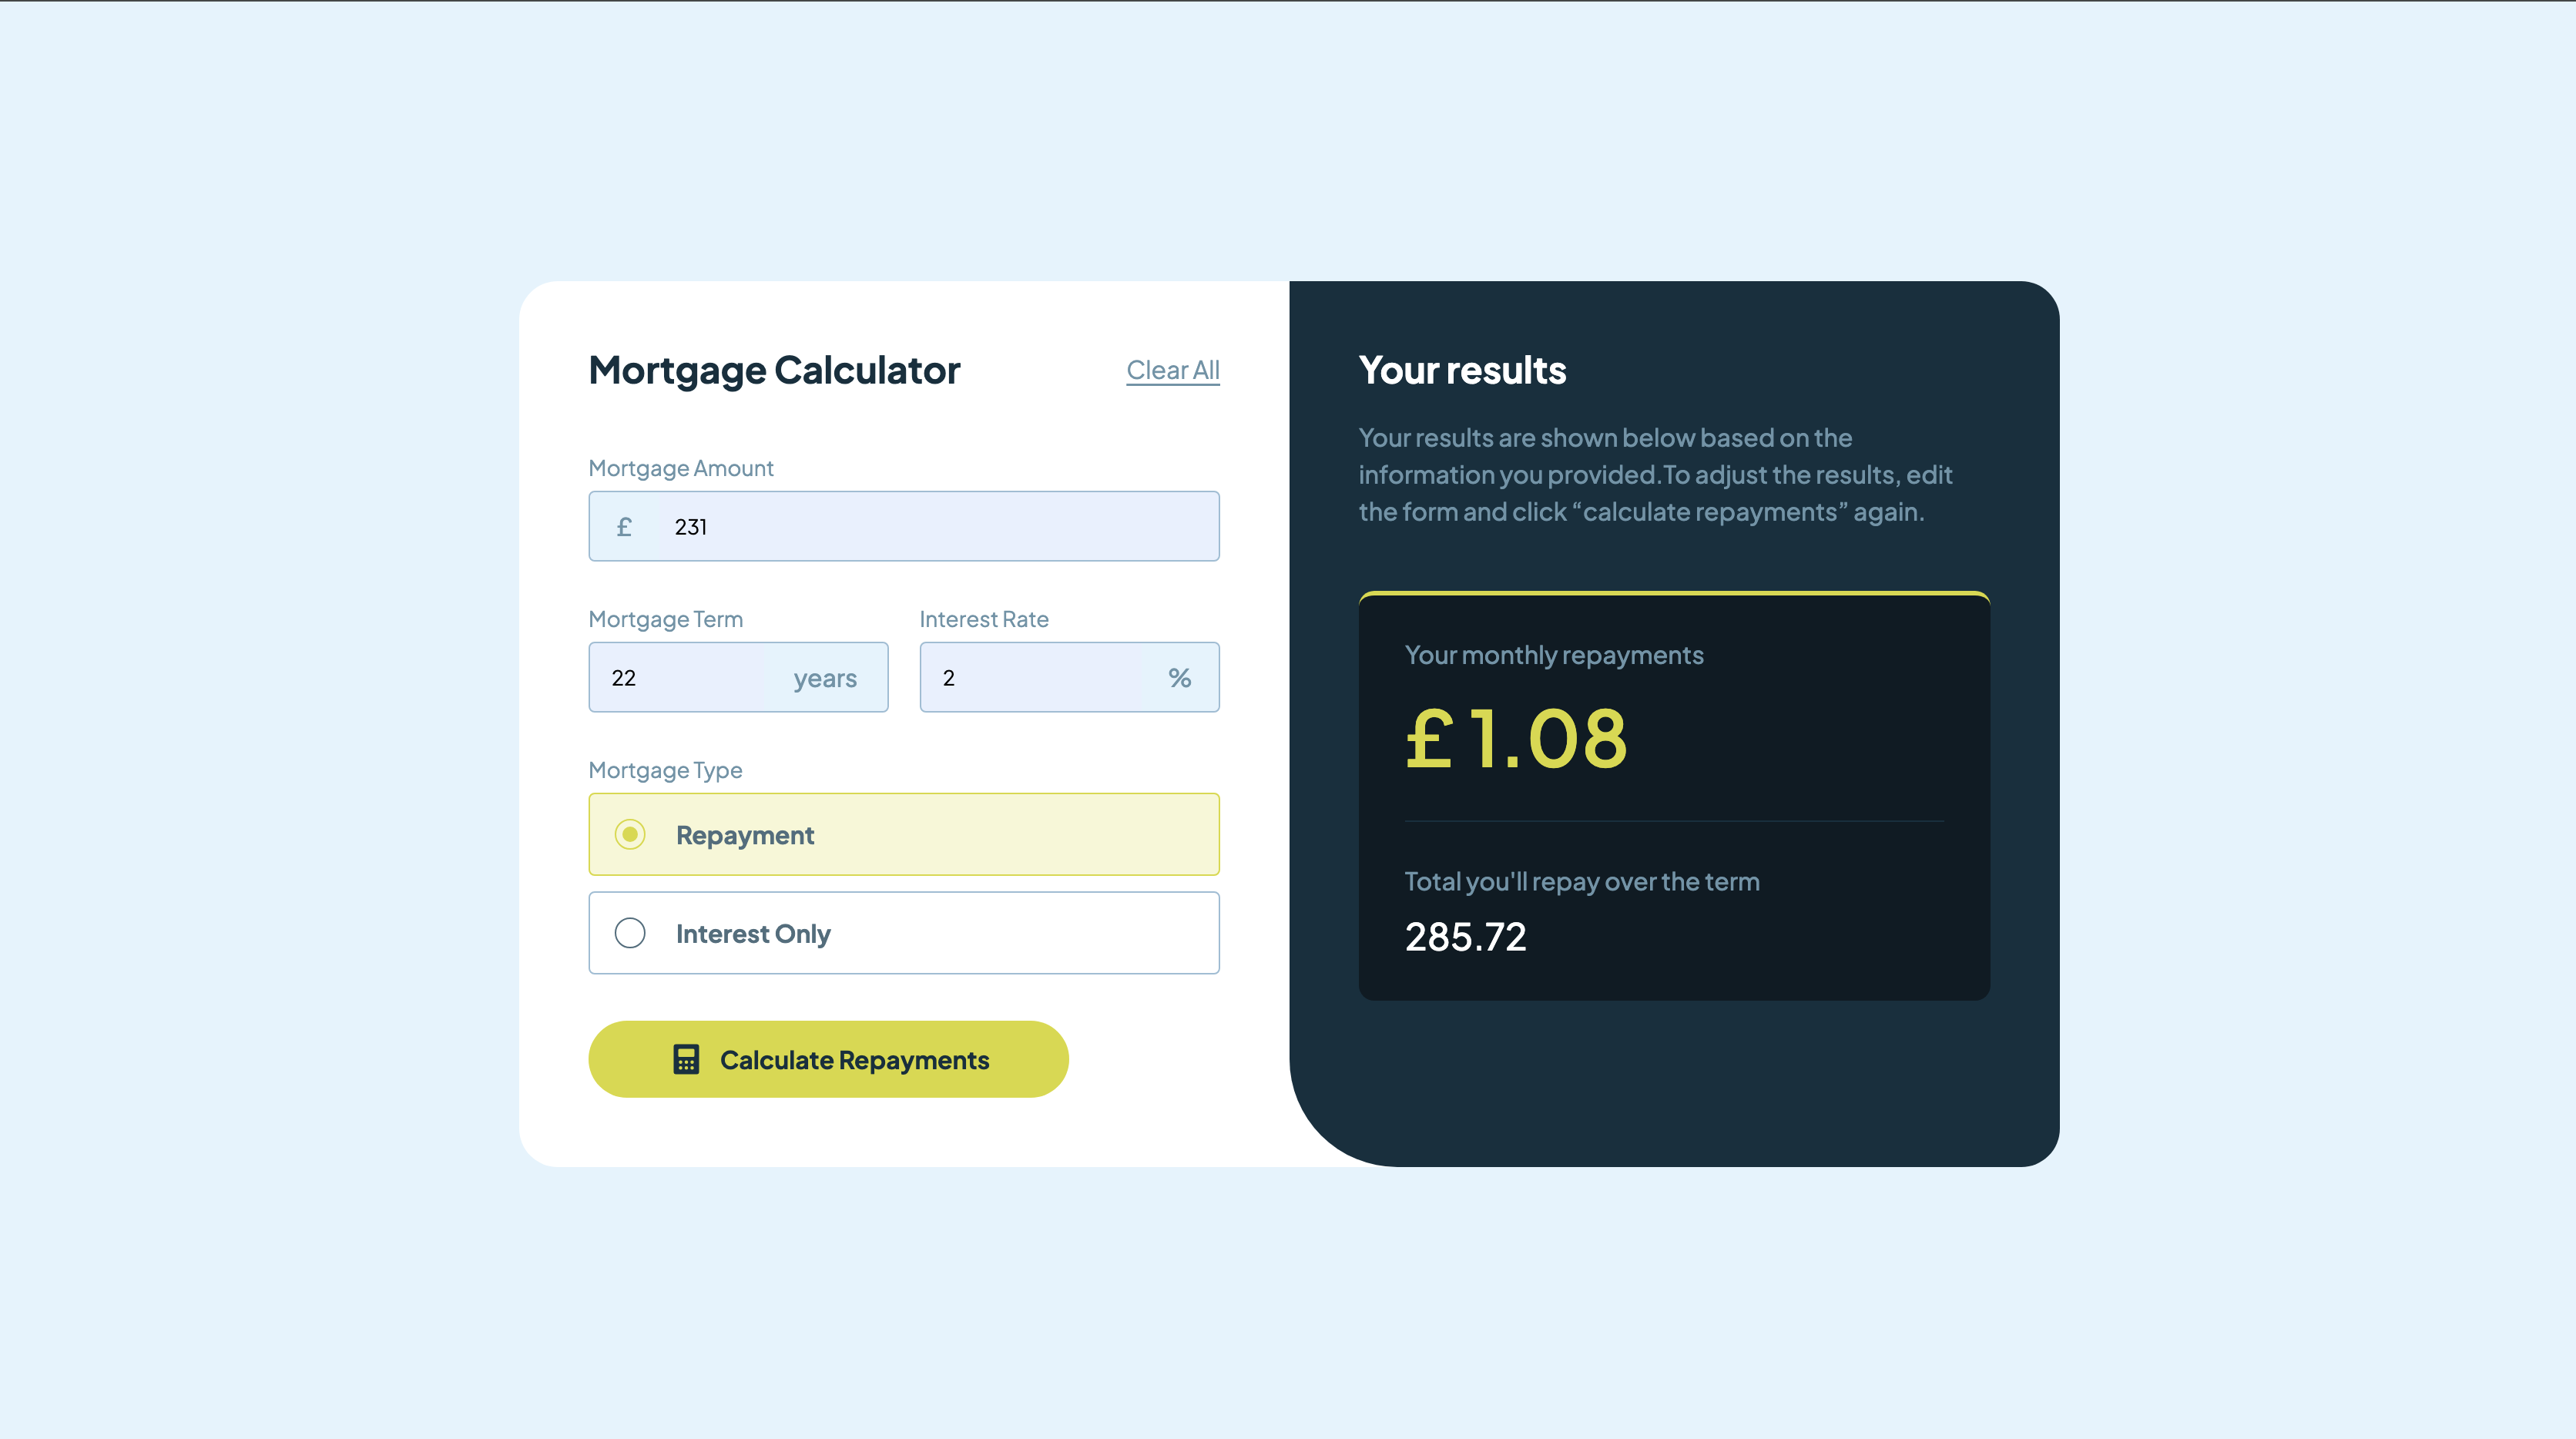 Mortgage Calculator
Clear All
Mortgage Amount
£ 231
Mortgage Term
22 years
Interest Rate
2 %
Mortgage Type
Repayment
Interest Only
Calculate Repayments
Your results
Your results are shown below based on the
information you provided.To adjust the results, edit
the form and click “calculate repayments” again.
Your monthly repayments
£ 1.08
Total you'll repay over the term
285.72